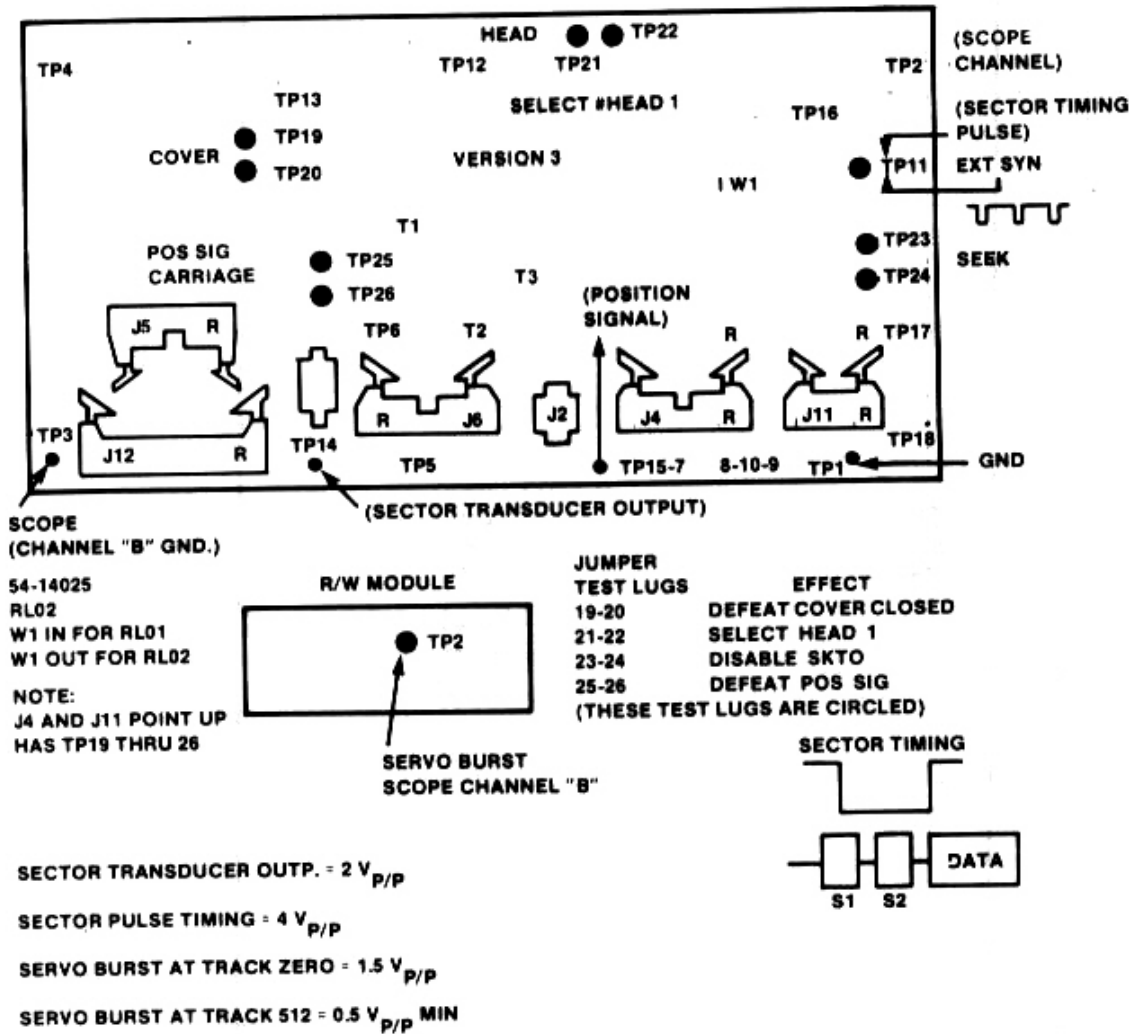 HEAD TP22
TP4 TP12 TP21 TP2
(SCOPE
CHANNEL)
TP13 SELECT #HEAD 1 TP16
(SECTOR TIMING
PULSE)
TP19
COVER VERSION 3
TP20
I W1 TP11 EXT SYN
T1
TP23
SEEK
TP24
POS SIG
CARRIAGE
TP25
TP26
T3
(POSITION
SIGNAL)
J5 R TP6 T2 R R TP17
R J6 J2 J4 R J11 R
TP3 J12 R TP14 TP5 TP15-7 8-10-9 TP1 TP18
GND
SCOPE
(CHANNEL "B" GND.)
(SECTOR TRANSDUCER OUTPUT)
54-14025
RL02
W1 IN FOR RL01
W1 OUT FOR RL02
NOTE:
J4 AND J11 POINT UP
HAS TP19 THRU 26
R/W MODULE
TP2
SERVO BURST
SCOPE CHANNEL "B"
JUMPER
TEST LUGS EFFECT
19-20 DEFEAT COVER CLOSED
21-22 SELECT HEAD 1
23-24 DISABLE SKTO
25-26 DEFEAT POS SIG
(THESE TEST LUGS ARE CIRCLED)
SECTOR TIMING
DATA
S1 S2
SECTOR TRANSDUCER OUTP. = 2 VP/P
SECTOR PULSE TIMING = 4 VP/P
SERVO BURST AT TRACK ZERO = 1.5 VP/P
SERVO BURST AT TRACK 512 = 0.5 VP/P MIN